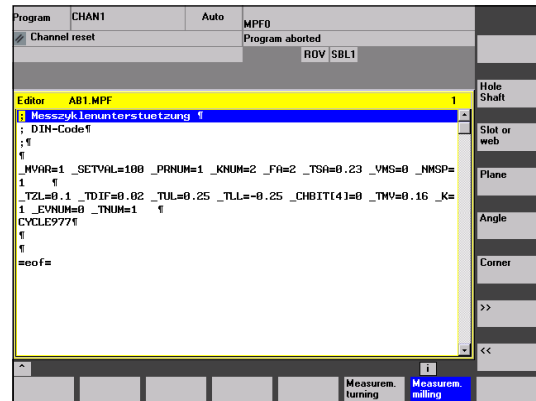 Program CHAN1 Auto MPF0
Channel reset Program aborted
ROV SBL1
Editor AB1.MPF 1
; Messzyklenunterstuetzung ¶
; DIN-Code¶
;¶
¶
_MVAR=1 _SETVAL=100 _PRNUM=1 _KNUM=2 _FA=2 _TSA=0.23 _VMS=0 _NMSP=
1 ¶
_TZL=0.1 _TDIF=0.02 _TUL=0.25 _TLL=-0.25 _CHBIT[4]=0 _TMV=0.16 _K=
1 _EVNUM=0 _TNUM=1 ¶
CYCLE977¶
¶
¶
=eof=
Hole
Shaft
Slot or
web
Plane
Angle
Corner
>>
<<
^ i
Measurem.
turning
Measurem.
milling